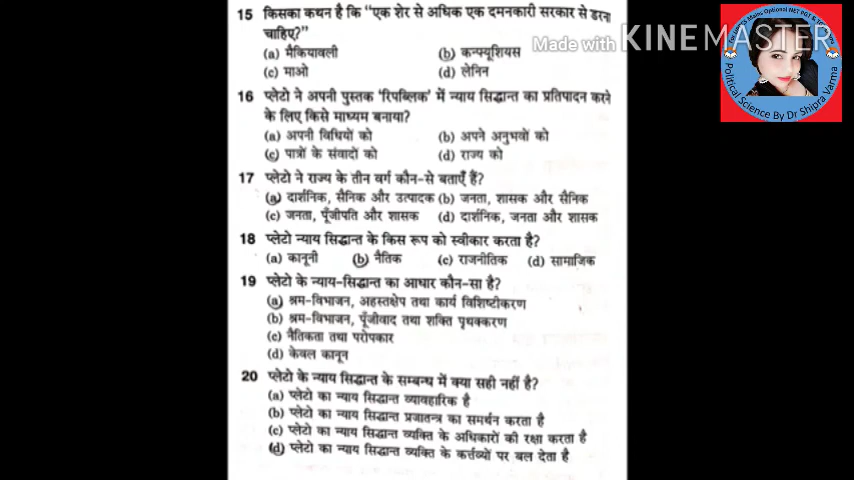 15 किसका कथन है कि “एक शेर से अधिक एक दमनकारी सरकार से डरना
चाहिए?”
(a) मैकियावली (b) कन्फ्यूशियस
(c) माओ (d) लेनिन
16 प्लेटो ने अपनी पुस्तक ‘रिपब्लिक’ में न्याय सिद्धान्त का प्रतिपादन करने
के लिए किसे माध्यम बनाया?
(a) अपनी विधियों को (b) अपने अनुभवों को
(c) पात्रों के संवादों को (d) राज्य को
17 प्लेटो ने राज्य के तीन वर्ग कौन-से बताएँ हैं?
(a) दार्शनिक, सैनिक और उत्पादक (b) जनता, शासक और सैनिक
(c) जनता, पूँजीपति और शासक (d) दार्शनिक, जनता और शासक
18 प्लेटो न्याय सिद्धान्त के किस रूप को स्वीकार करता है?
(a) कानूनी (b) नैतिक (c) राजनीतिक (d) सामाजिक
19 प्लेटो के न्याय-सिद्धान्त का आधार कौन-सा है?
(a) श्रम-विभाजन, अहस्तक्षेप तथा कार्य विशिष्टीकरण
(b) श्रम-विभाजन, पूँजीवाद तथा शक्ति पृथक्करण
(c) नैतिकता तथा परोपकार
(d) केवल कानून
20 प्लेटो के न्याय सिद्धान्त के सम्बन्ध में क्या सही नहीं है?
(a) प्लेटो का न्याय सिद्धान्त व्यावहारिक है
(b) प्लेटो का न्याय सिद्धान्त प्रजातन्त्र का समर्थन करता है
(c) प्लेटो का न्याय सिद्धान्त व्यक्ति के अधिकारों की रक्षा करता है
(d) प्लेटो का न्याय सिद्धान्त व्यक्ति के कर्त्तव्यों पर बल देता है
Made with KINEMASTER
Political Science By Dr Shipra Varma